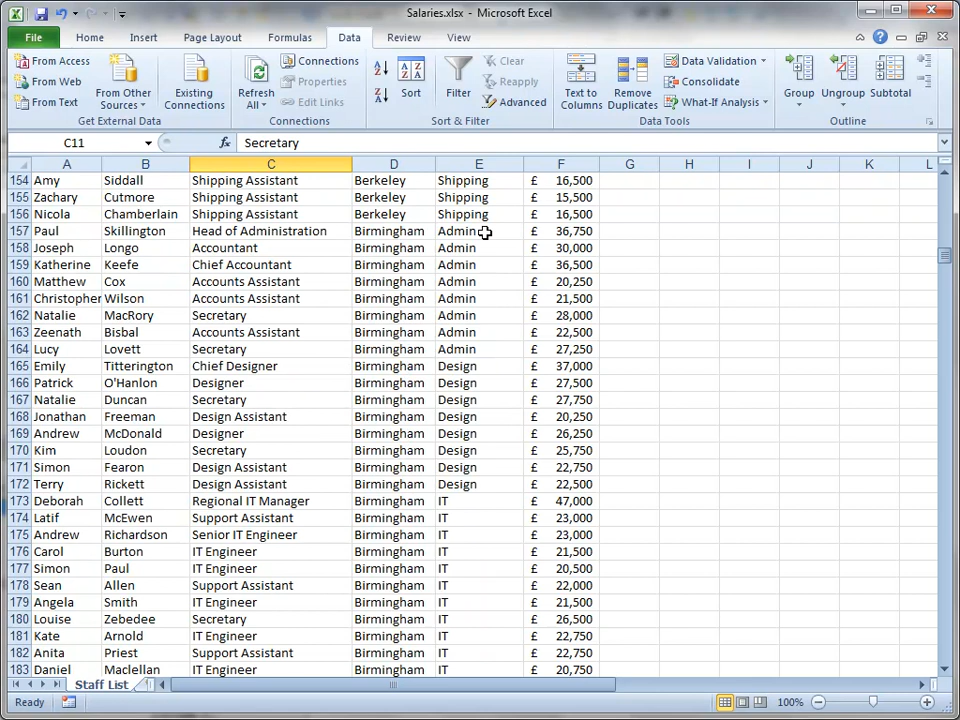 Salaries.xlsx - Microsoft Excel
File Home Insert Page Layout Formulas Data Review View
From Access From Web From Text From Other Sources Existing Connections Refresh All Connections Properties Edit Links Sort Filter Clear Reapply Advanced Text to Columns Remove Duplicates Data Validation Consolidate What-If Analysis Group Ungroup Subtotal
Get External Data Connections Sort & Filter Data Tools Outline
C11 fx Secretary
A B C D E F G H I J K L
154 Amy Siddall Shipping Assistant Berkeley Shipping £ 16,500
155 Zachary Cutmore Shipping Assistant Berkeley Shipping £ 15,500
156 Nicola Chamberlain Shipping Assistant Berkeley Shipping £ 16,500
157 Paul Skillington Head of Administration Birmingham Admin £ 36,750
158 Joseph Longo Accountant Birmingham Admin £ 30,000
159 Katherine Keefe Chief Accountant Birmingham Admin £ 36,500
160 Matthew Cox Accounts Assistant Birmingham Admin £ 20,250
161 Christopher Wilson Accounts Assistant Birmingham Admin £ 21,500
162 Natalie MacRory Secretary Birmingham Admin £ 28,000
163 Zeenath Bisbal Accounts Assistant Birmingham Admin £ 22,500
164 Lucy Lovett Secretary Birmingham Admin £ 27,250
165 Emily Titterington Chief Designer Birmingham Design £ 37,000
166 Patrick O'Hanlon Designer Birmingham Design £ 27,500
167 Natalie Duncan Secretary Birmingham Design £ 27,750
168 Jonathan Freeman Design Assistant Birmingham Design £ 20,250
169 Andrew McDonald Designer Birmingham Design £ 26,250
170 Kim Loudon Secretary Birmingham Design £ 25,750
171 Simon Fearon Design Assistant Birmingham Design £ 22,750
172 Terry Rickett Design Assistant Birmingham Design £ 22,500
173 Deborah Collett Regional IT Manager Birmingham IT £ 47,000
174 Latif McEwen Support Assistant Birmingham IT £ 23,000
175 Andrew Richardson Senior IT Engineer Birmingham IT £ 23,000
176 Carol Burton IT Engineer Birmingham IT £ 21,500
177 Simon Paul IT Engineer Birmingham IT £ 20,500
178 Sean Allen Support Assistant Birmingham IT £ 22,000
179 Angela Smith IT Engineer Birmingham IT £ 21,500
180 Louise Zebedee Secretary Birmingham IT £ 26,500
181 Kate Arnold IT Engineer Birmingham IT £ 22,750
182 Anita Priest Support Assistant Birmingham IT £ 22,750
183 Daniel Maclellan IT Engineer Birmingham IT £ 20,750
Staff List
Ready 100%